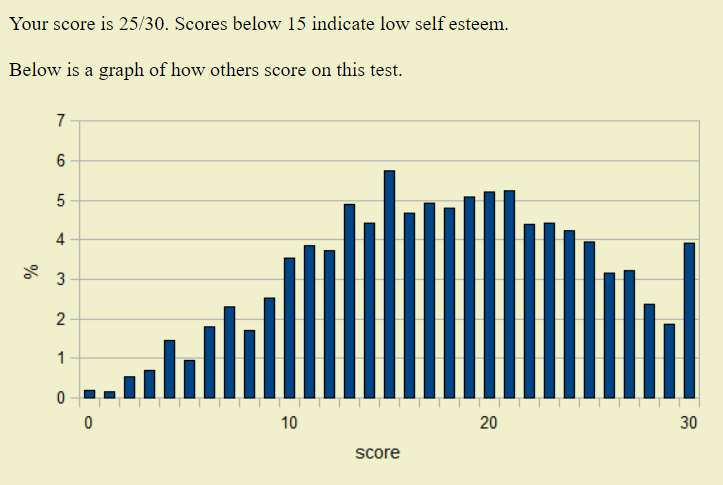 Your score is 25/30. Scores below 15 indicate low self esteem.
Below is a graph of how others score on this test.
7
6
5
4
3
2
1
0
%
0 10 20 30
score